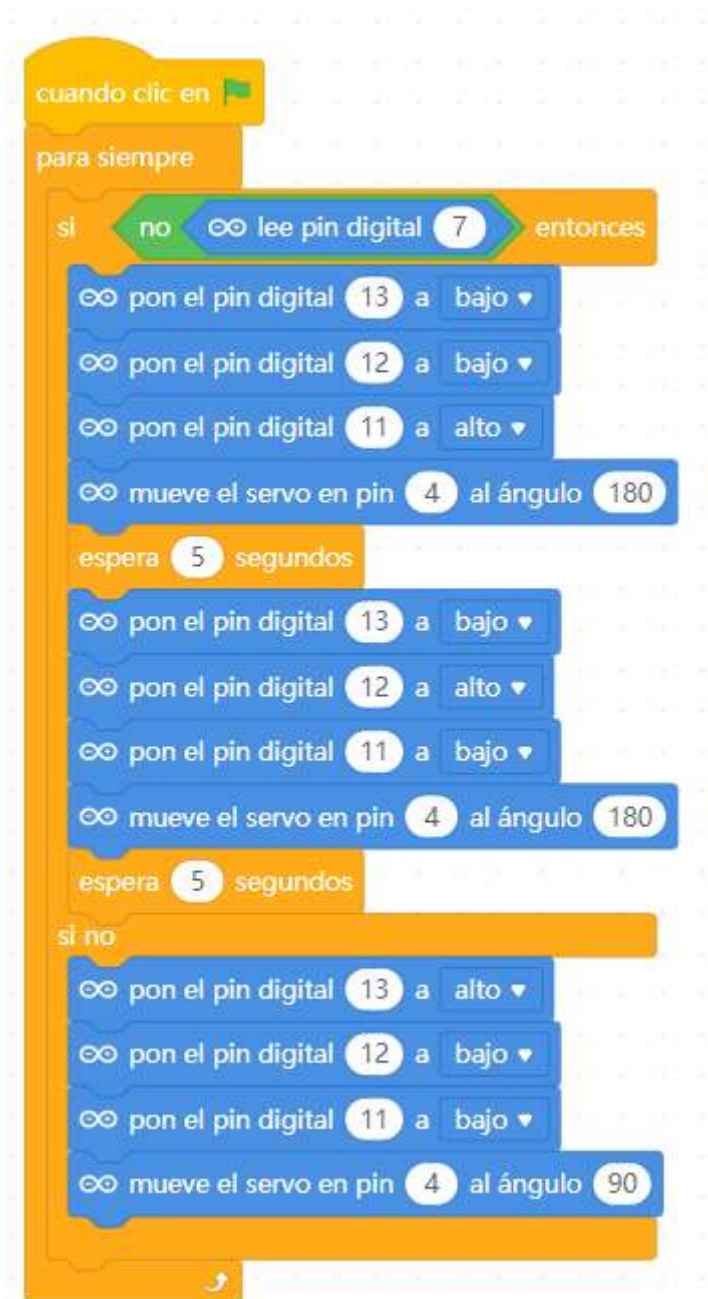 cuando clic en
para siempre
si no lee pin digital 7 entonces
pon el pin digital 13 a bajo
pon el pin digital 12 a bajo
pon el pin digital 11 a alto
mueve el servo en pin 4 al ángulo 180
espera 5 segundos
pon el pin digital 13 a bajo
pon el pin digital 12 a alto
pon el pin digital 11 a bajo
mueve el servo en pin 4 al ángulo 180
espera 5 segundos
si no
pon el pin digital 13 a alto
pon el pin digital 12 a bajo
pon el pin digital 11 a bajo
mueve el servo en pin 4 al ángulo 90